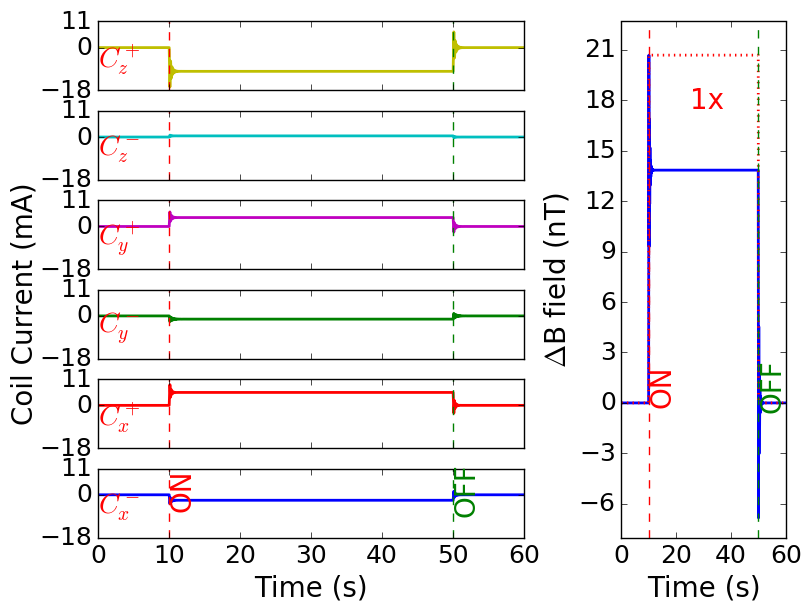 Coil Current (mA)
11
0
−18
C_z^+
11
0
−18
C_z^−
11
0
−18
C_y^+
11
0
−18
C_y^−
11
0
−18
C_x^+
11
0
−18
C_x^−
ON
OFF
0 10 20 30 40 50 60
Time (s)
ΔB field (nT)
21
18
15
12
9
6
3
0
−3
−6
1x
ON
OFF
0 20 40 60
Time (s)